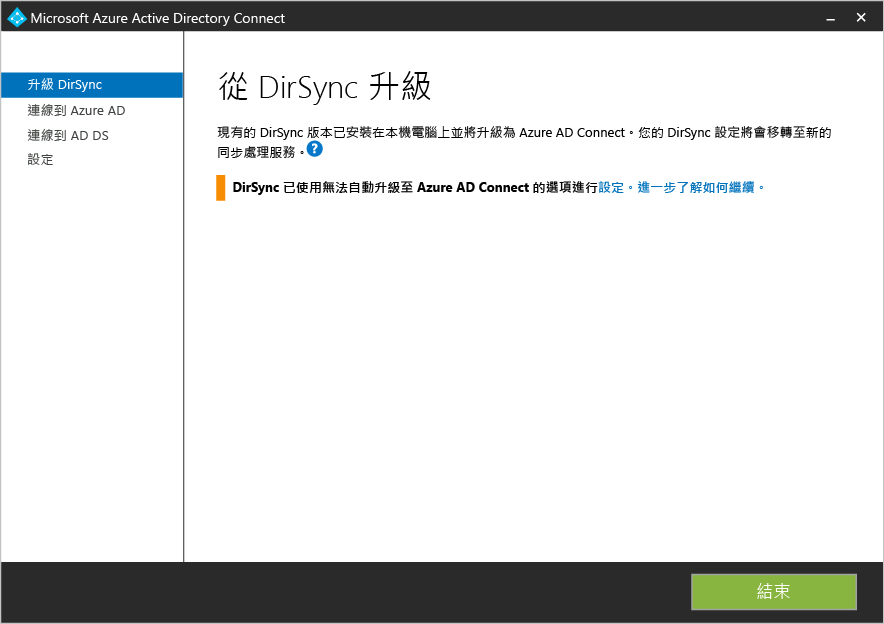 Microsoft Azure Active Directory Connect
升級 DirSync
連線到 Azure AD
連線到 AD DS
設定
從 DirSync 升級
現有的 DirSync 版本已安裝在本機電腦上並將升級為 Azure AD Connect。您的 DirSync 設定將會移轉至新的
同步處理服務。?
DirSync 已使用無法自動升級至 Azure AD Connect 的選項進行設定。進一步了解如何繼續。
結束